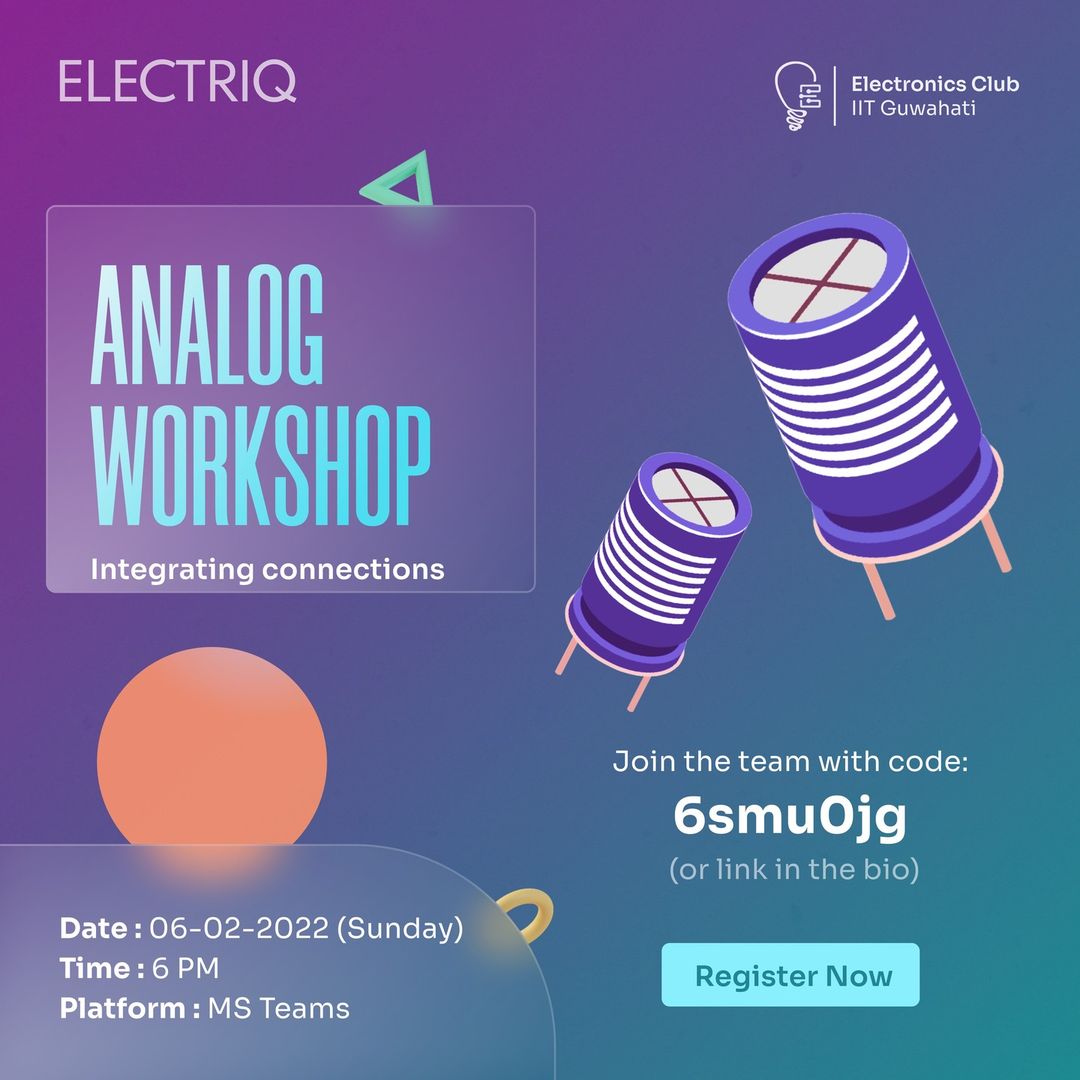 ELECTRIQ
Electronics Club
IIT Guwahati
ANALOG
WORKSHOP
Integrating connections
Join the team with code:
6smu0jg
(or link in the bio)
Date : 06-02-2022 (Sunday)
Time : 6 PM
Platform : MS Teams
Register Now